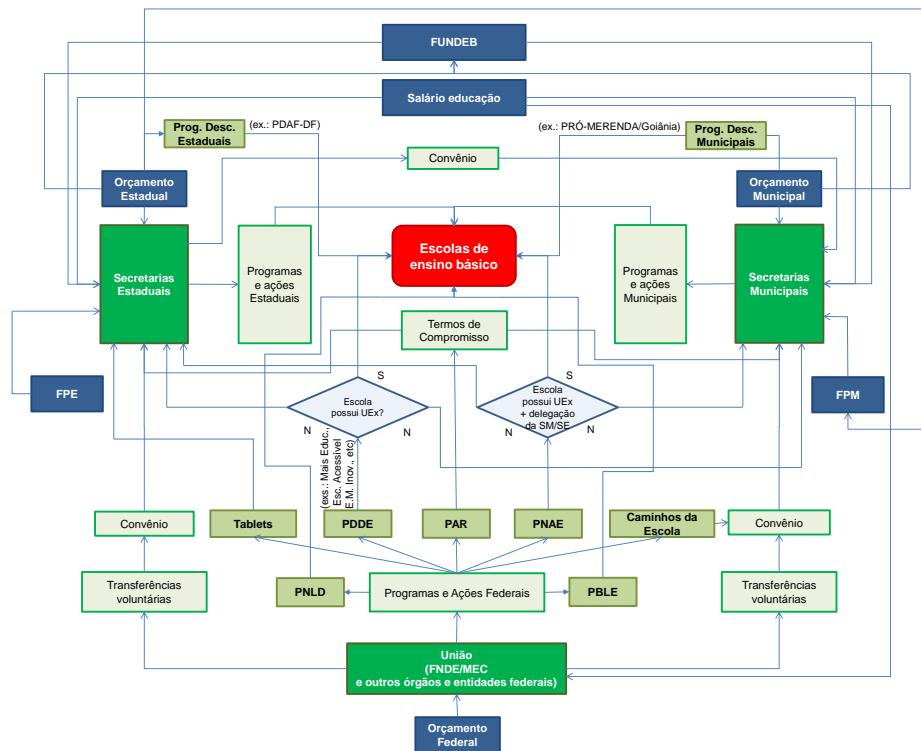 FUNDEB
Salário educação
Prog. Desc.
Estaduais
(ex.: PDAF-DF)
(ex.: PRÓ-MERENDA/Goiânia)
Prog. Desc.
Municipais
Convênio
Orçamento
Estadual
Orçamento
Municipal
Secretarias
Estaduais
Programas
e ações
Estaduais
Escolas de
ensino básico
Programas
e ações
Municipais
Secretarias
Municipais
Termos de
Compromisso
FPE
FPM
S
S
Escola
possui UEx?
Escola
possui UEx
+ delegação
da SM/SE
N
N
N
N
(exs.: Mais Educ.,
Esc. Acessível
E.M. Inov., etc)
Convênio
Tablets
PDDE
PAR
PNAE
Caminhos da
Escola
Convênio
Transferências
voluntárias
PNLD
Programas e Ações Federais
PBLE
Transferências
voluntárias
União
(FNDE/MEC
e outros órgãos e entidades federais)
Orçamento
Federal